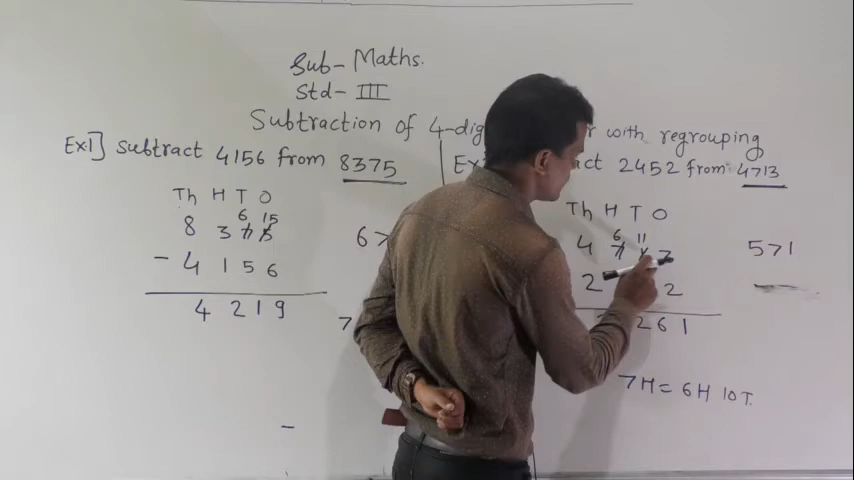 Sub- Maths.
Std- III
Subtraction of 4-dig r with regrouping
Ex1] Subtract 4156 from 8375
Ex act 2452 from 4713
Th H T O
6 15
8 3 7 5
- 4 1 5 6
4 2 1 9
6>
7
Th H T O
6 11
4 7 1 3
2 2
2 6 1
5>1
7H= 6H 10T.